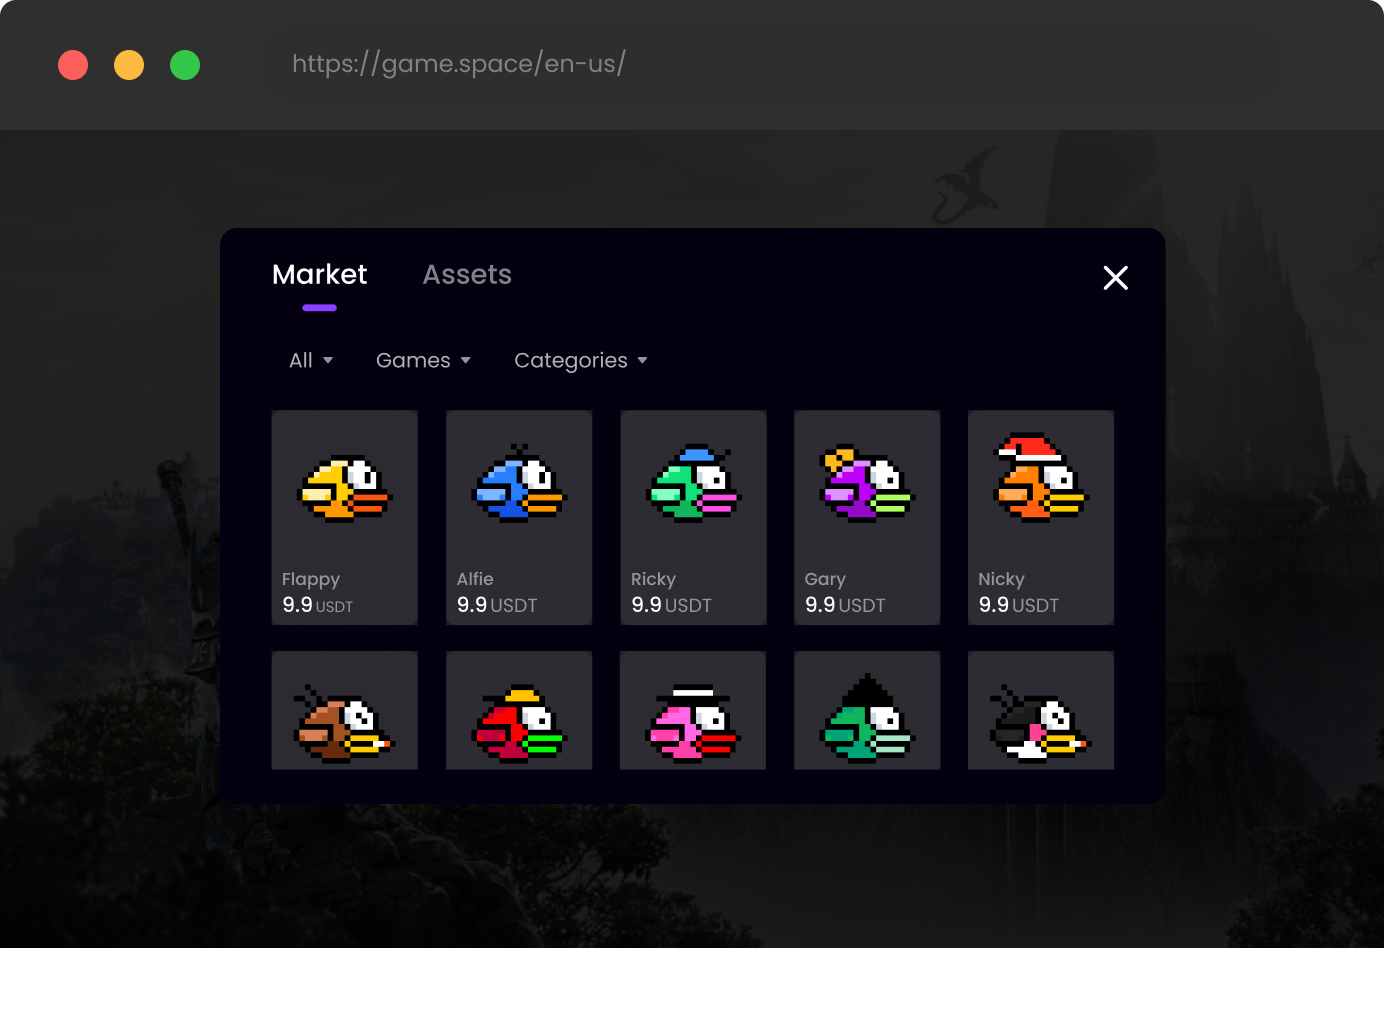 https://game.space/en-us/
Market Assets
All Games Categories
Flappy Alfie Ricky Gary Nicky
9.9 USDT 9.9 USDT 9.9 USDT 9.9 USDT 9.9 USDT